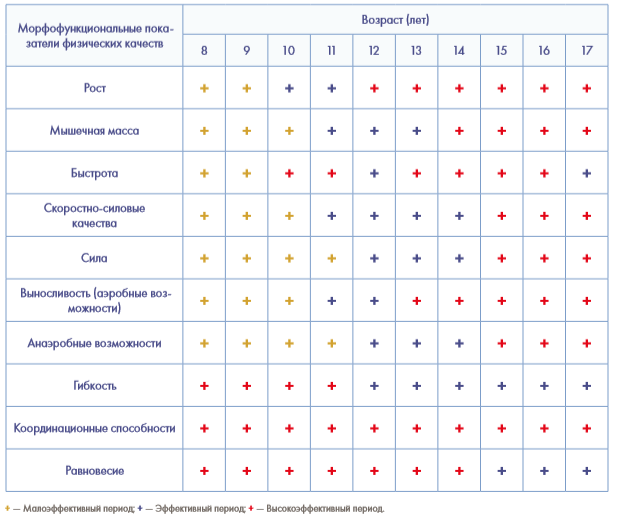 Морфофункциональные пока-
затели физических качеств
Возраст (лет)
8 9 10 11 12 13 14 15 16 17
Рост + + + + + + + + + +
Мышечная масса + + + + + + + + + +
Быстрота + + + + + + + + + +
Скоростно-силовые
качества + + + + + + + + + +
Сила + + + + + + + + + +
Выносливость (аэробные воз-
можности) + + + + + + + + + +
Анаэробные возможности + + + + + + + + + +
Гибкость + + + + + + + + + +
Координационные способности + + + + + + + + + +
Равновесие + + + + + + + + + +
+ — Малоэффективный период; + — Эффективный период; + — Высокоэффективный период.